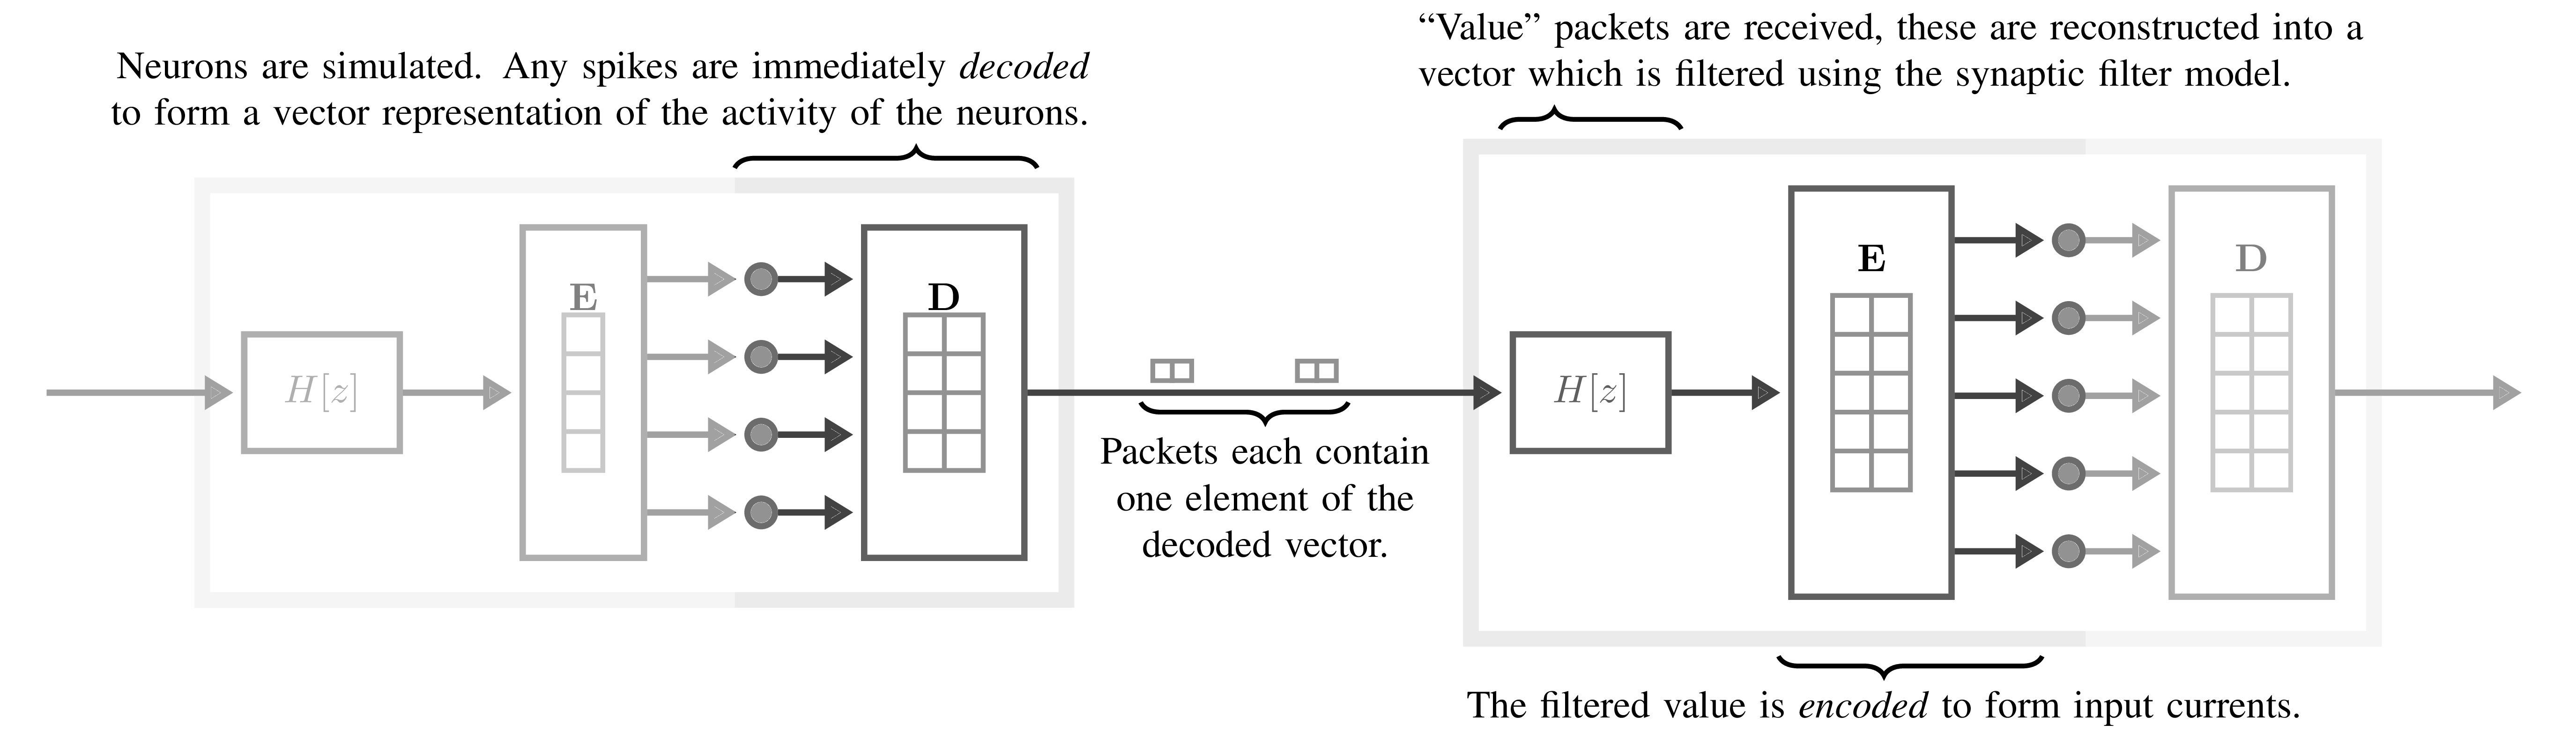 Neurons are simulated. Any spikes are immediately decoded
to form a vector representation of the activity of the neurons.
“Value” packets are received, these are reconstructed into a
vector which is filtered using the synaptic filter model.
H[z]
E
D
Packets each contain
one element of the
decoded vector.
H[z]
E
D
The filtered value is encoded to form input currents.